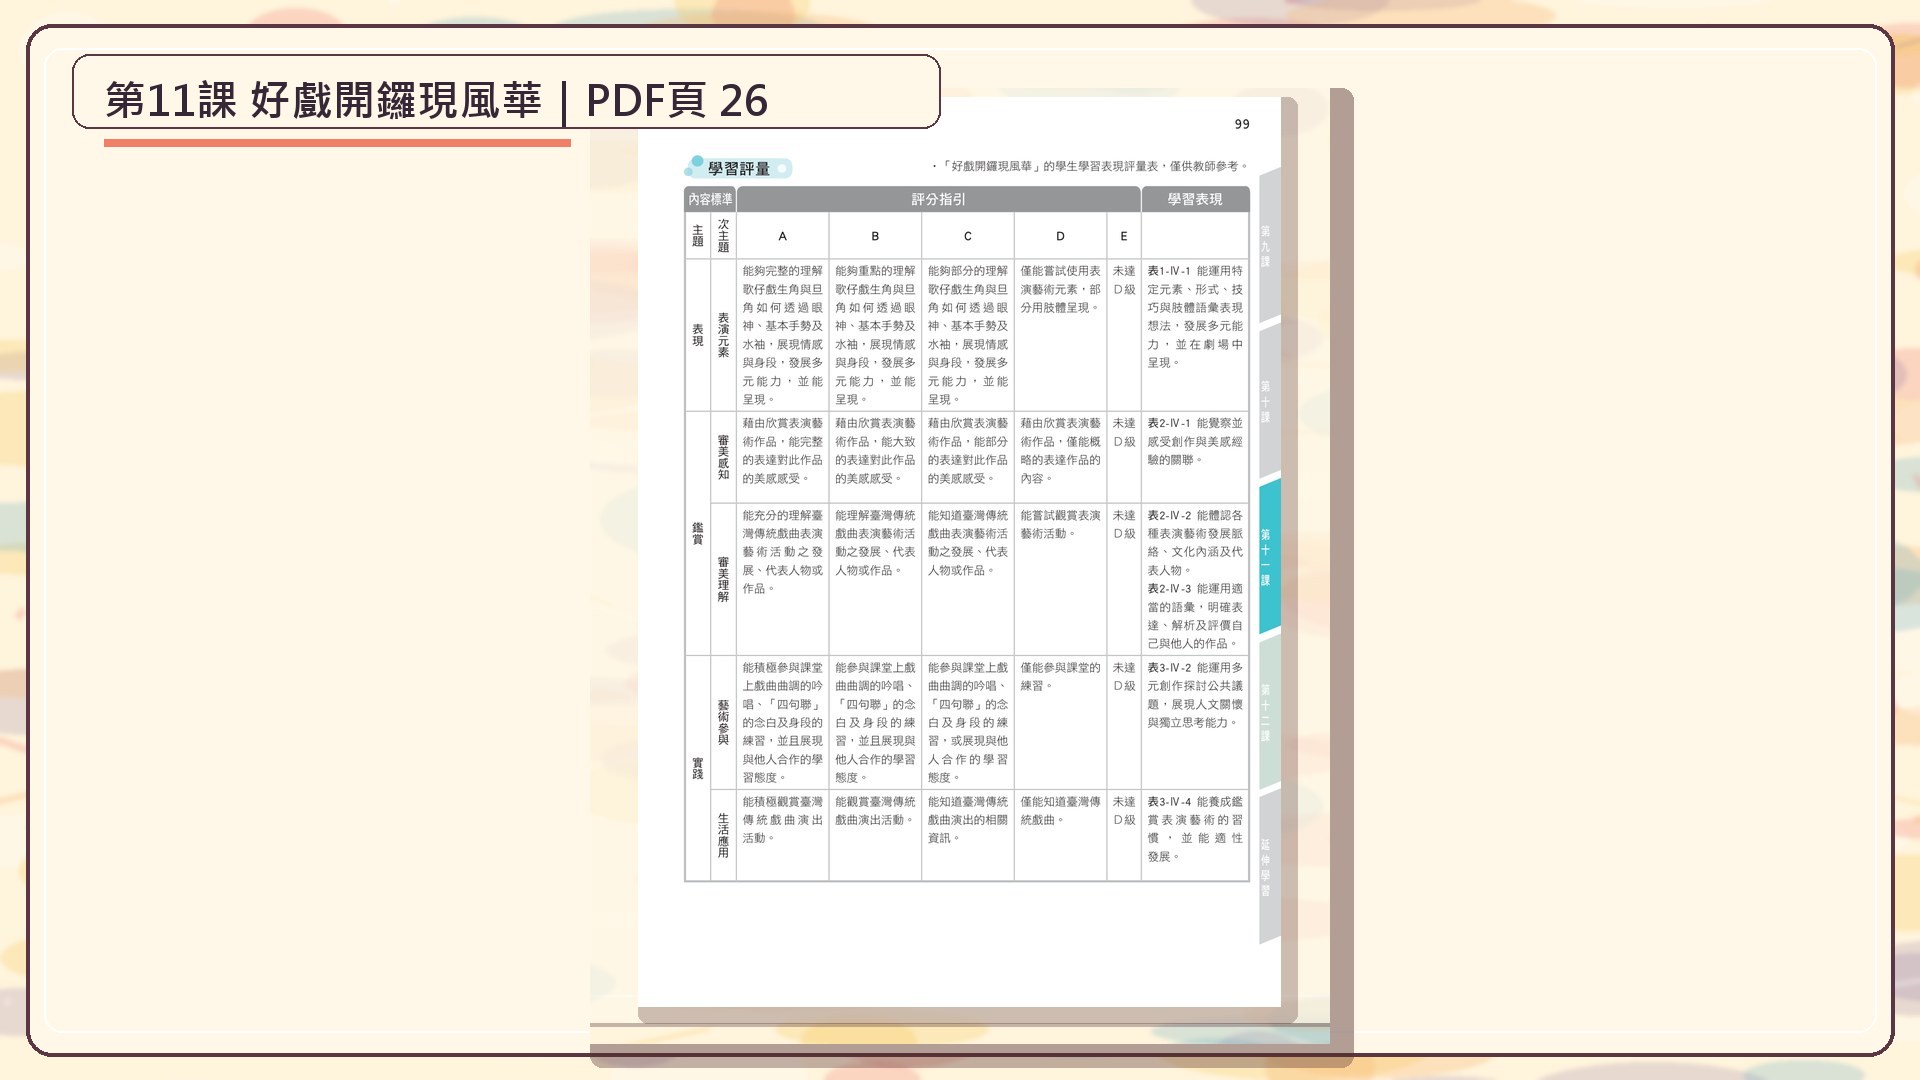 第11課 好戲開鑼現風華 | PDF頁 26
99
學習評量
・「好戲開鑼現風華」的學生學習表現評量表,僅供教師參考。
內容標準
評分指引
學習表現
主題
次主題
A
B
C
D
E
表現
表演元素
能夠完整的理解
歌仔戲生角與旦
角如何透過眼
神、基本手勢及
水袖,展現情感
與身段,發展多
元能力,並能
呈現。
能夠重點的理解
歌仔戲生角與旦
角如何透過眼
神、基本手勢及
水袖,展現情感
與身段,發展多
元能力,並能
呈現。
能夠部分的理解
歌仔戲生角與旦
角如何透過眼
神、基本手勢及
水袖,展現情感
與身段,發展多
元能力,並能
呈現。
僅能嘗試使用表
演藝術元素,部
分用肢體呈現。
未達
D級
表1-Ⅳ-1 能運用特
定元素、形式、技
巧與肢體語彙表現
想法,發展多元能
力,並在劇場中
呈現。
鑑賞
審美感知
藉由欣賞表演藝
術作品,能完整
的表達對此作品
的美感感受。
藉由欣賞表演藝
術作品,能大致
的表達對此作品
的美感感受。
藉由欣賞表演藝
術作品,能部分
的表達對此作品
的美感感受。
藉由欣賞表演藝
術作品,僅能概
略的表達作品的
內容。
未達
D級
表2-Ⅳ-1 能覺察並
感受創作與美感經
驗的關聯。
審美理解
能充分的理解臺
灣傳統戲曲表演
藝術活動之發
展、代表人物或
作品。
能理解臺灣傳統
戲曲表演藝術活
動之發展、代表
人物或作品。
能知道臺灣傳統
戲曲表演藝術活
動之發展、代表
人物或作品。
能嘗試觀賞表演
藝術活動。
未達
D級
表2-Ⅳ-2 能體認各
種表演藝術發展脈
絡、文化內涵及代
表人物。
表2-Ⅳ-3 能運用適
當的語彙,明確表
達、解析及評價自
己與他人的作品。
實踐
藝術參與
能積極參與課堂
上戲曲曲調的吟
唱、「四句聯」
的念白及身段的
練習,並且展現
與他人合作的學
習態度。
能參與課堂上戲
曲曲調的吟唱、
「四句聯」的念
白及身段的練
習,並且展現與
他人合作的學習
態度。
能參與課堂上戲
曲曲調的吟唱、
「四句聯」的念
白及身段的練
習,或展現與他
人合作的學習
態度。
僅能參與課堂的
練習。
未達
D級
表3-Ⅳ-2 能運用多
元創作探討公共議
題,展現人文關懷
與獨立思考能力。
生活應用
能積極觀賞臺灣
傳統戲曲演出
活動。
能觀賞臺灣傳統
戲曲演出活動。
能知道臺灣傳統
戲曲演出的相關
資訊。
僅能知道臺灣傳
統戲曲。
未達
D級
表3-Ⅳ-4 能養成鑑
賞表演藝術的習
慣,並能適性
發展。
第九課
第十課
第十一課
第十二課
延伸學習